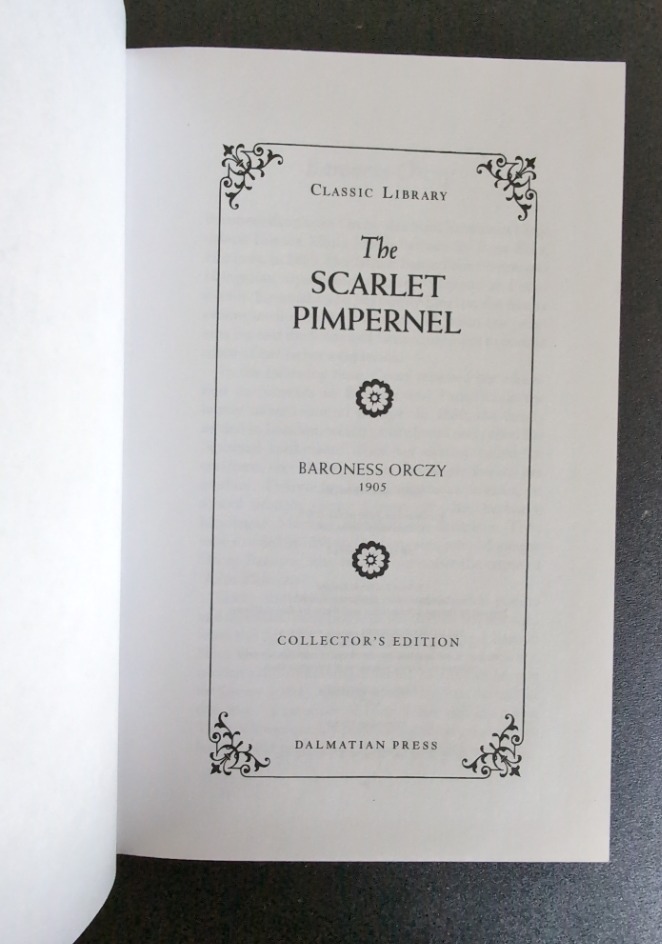 Classic Library
The
SCARLET
PIMPERNEL
BARONESS ORCZY
1905
COLLECTOR'S EDITION
DALMATIAN PRESS